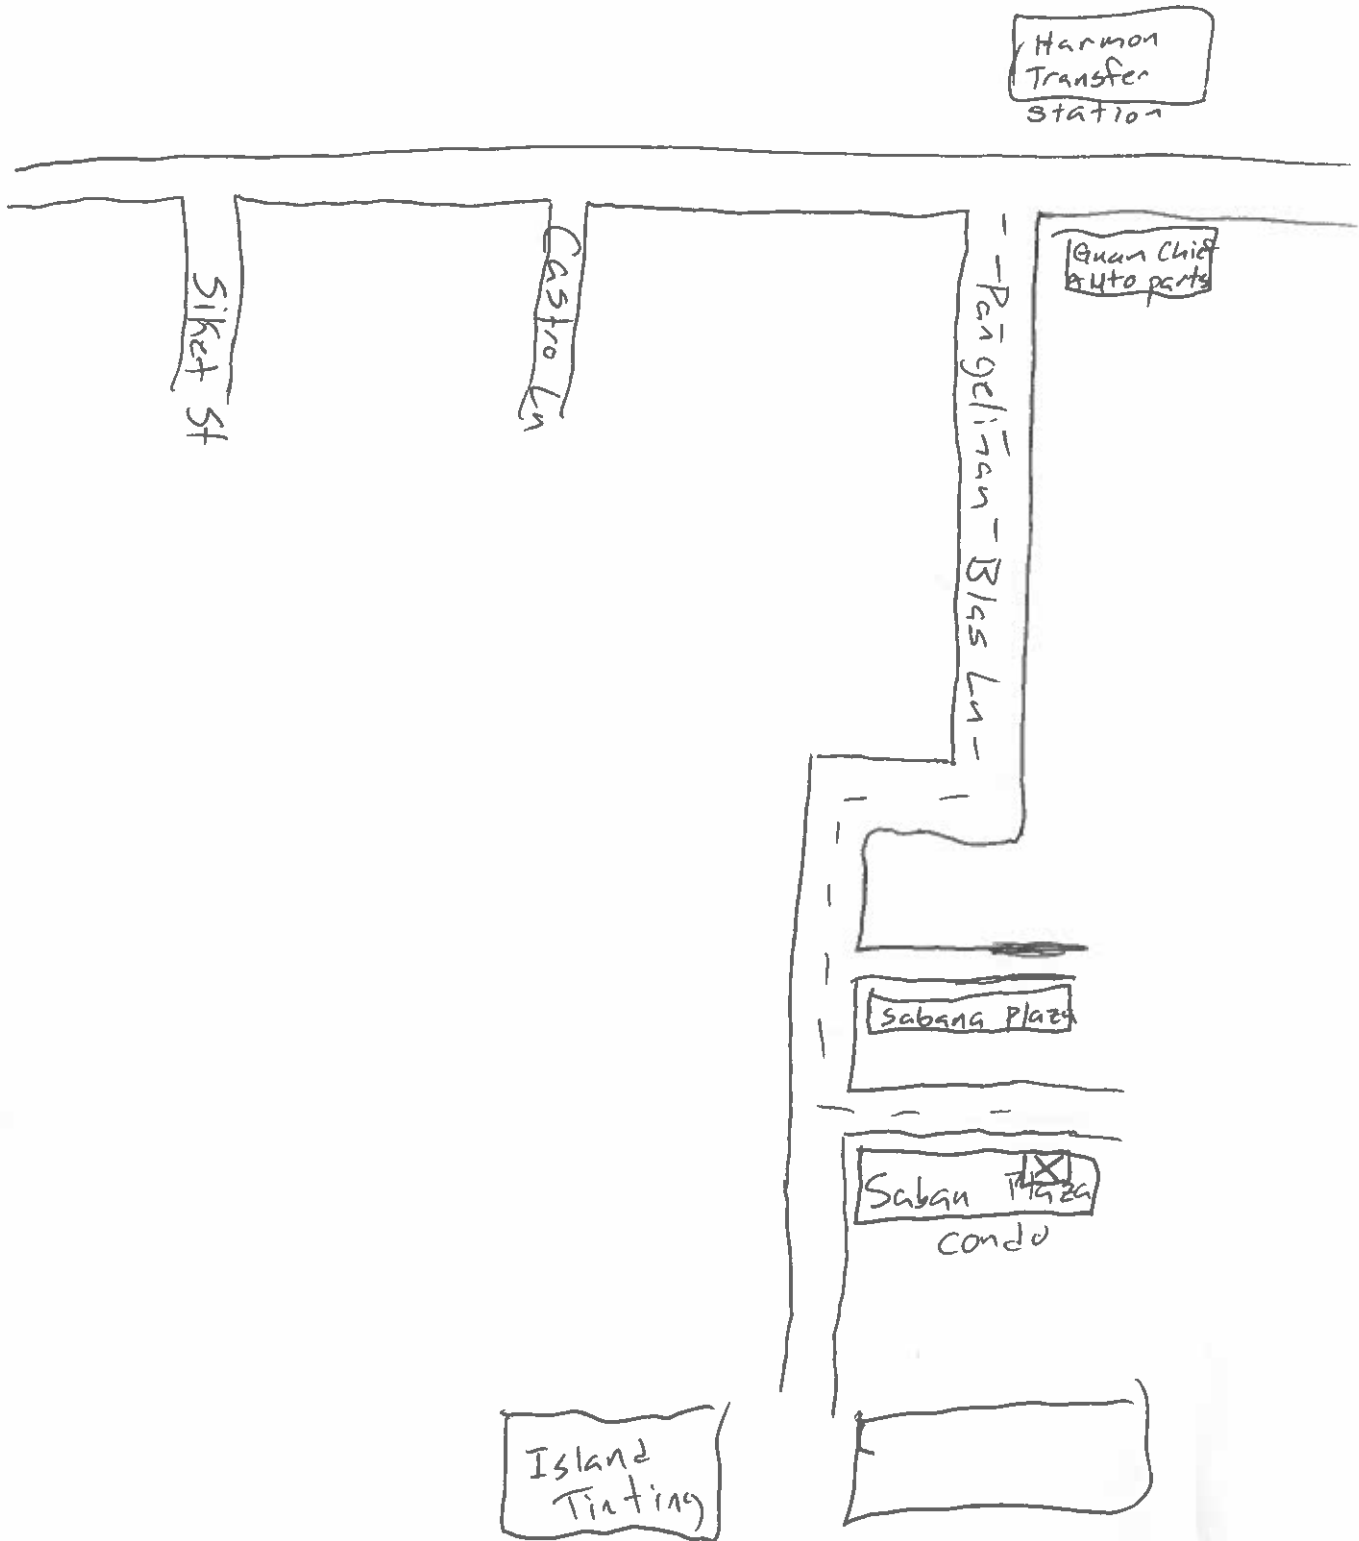 Harmon
Transfer
station
Guam Chief
Auto parts
Siket St
Castro Ln
Pangelinan - Blas Ln
Sabana Plaza
Saban Plaza
Condo
Island
Tinting